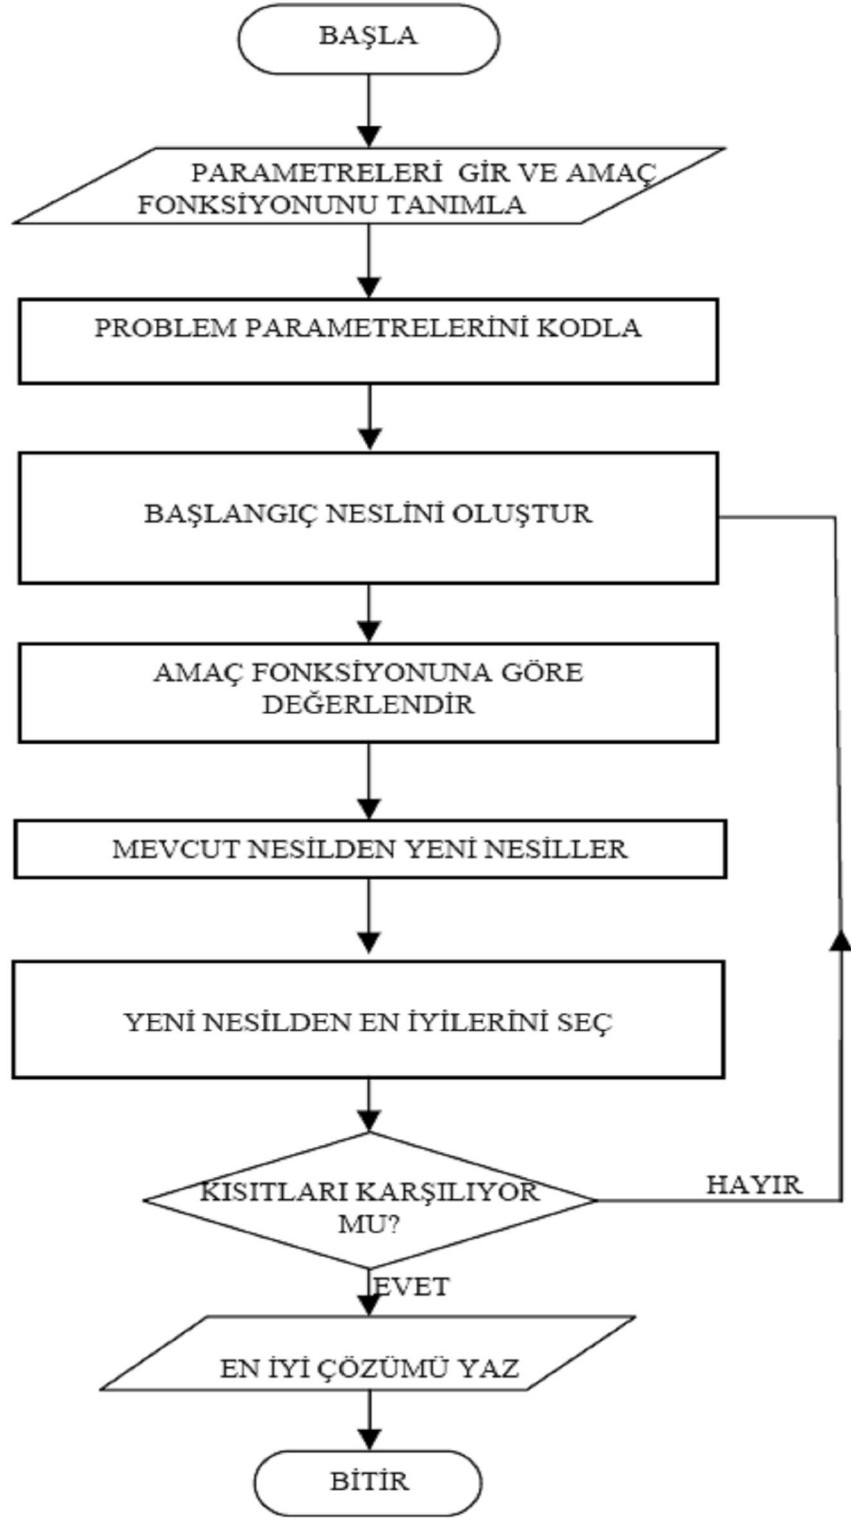 BAŞLA
PARAMETRELERİ GİR VE AMAÇ
FONKSİYONUNU TANIMLA
PROBLEM PARAMETRELERİNİ KODLA
BAŞLANGIÇ NESLİNİ OLUŞTUR
AMAÇ FONKSİYONUNA GÖRE
DEĞERLENDİR
MEVCUT NESİLDEN YENİ NESİLLER
YENİ NESİLDEN EN İYİLERİNİ SEÇ
KISITLARI KARŞILIYOR
MU?
HAYIR
EVET
EN İYİ ÇÖZÜMÜ YAZ
BİTİR